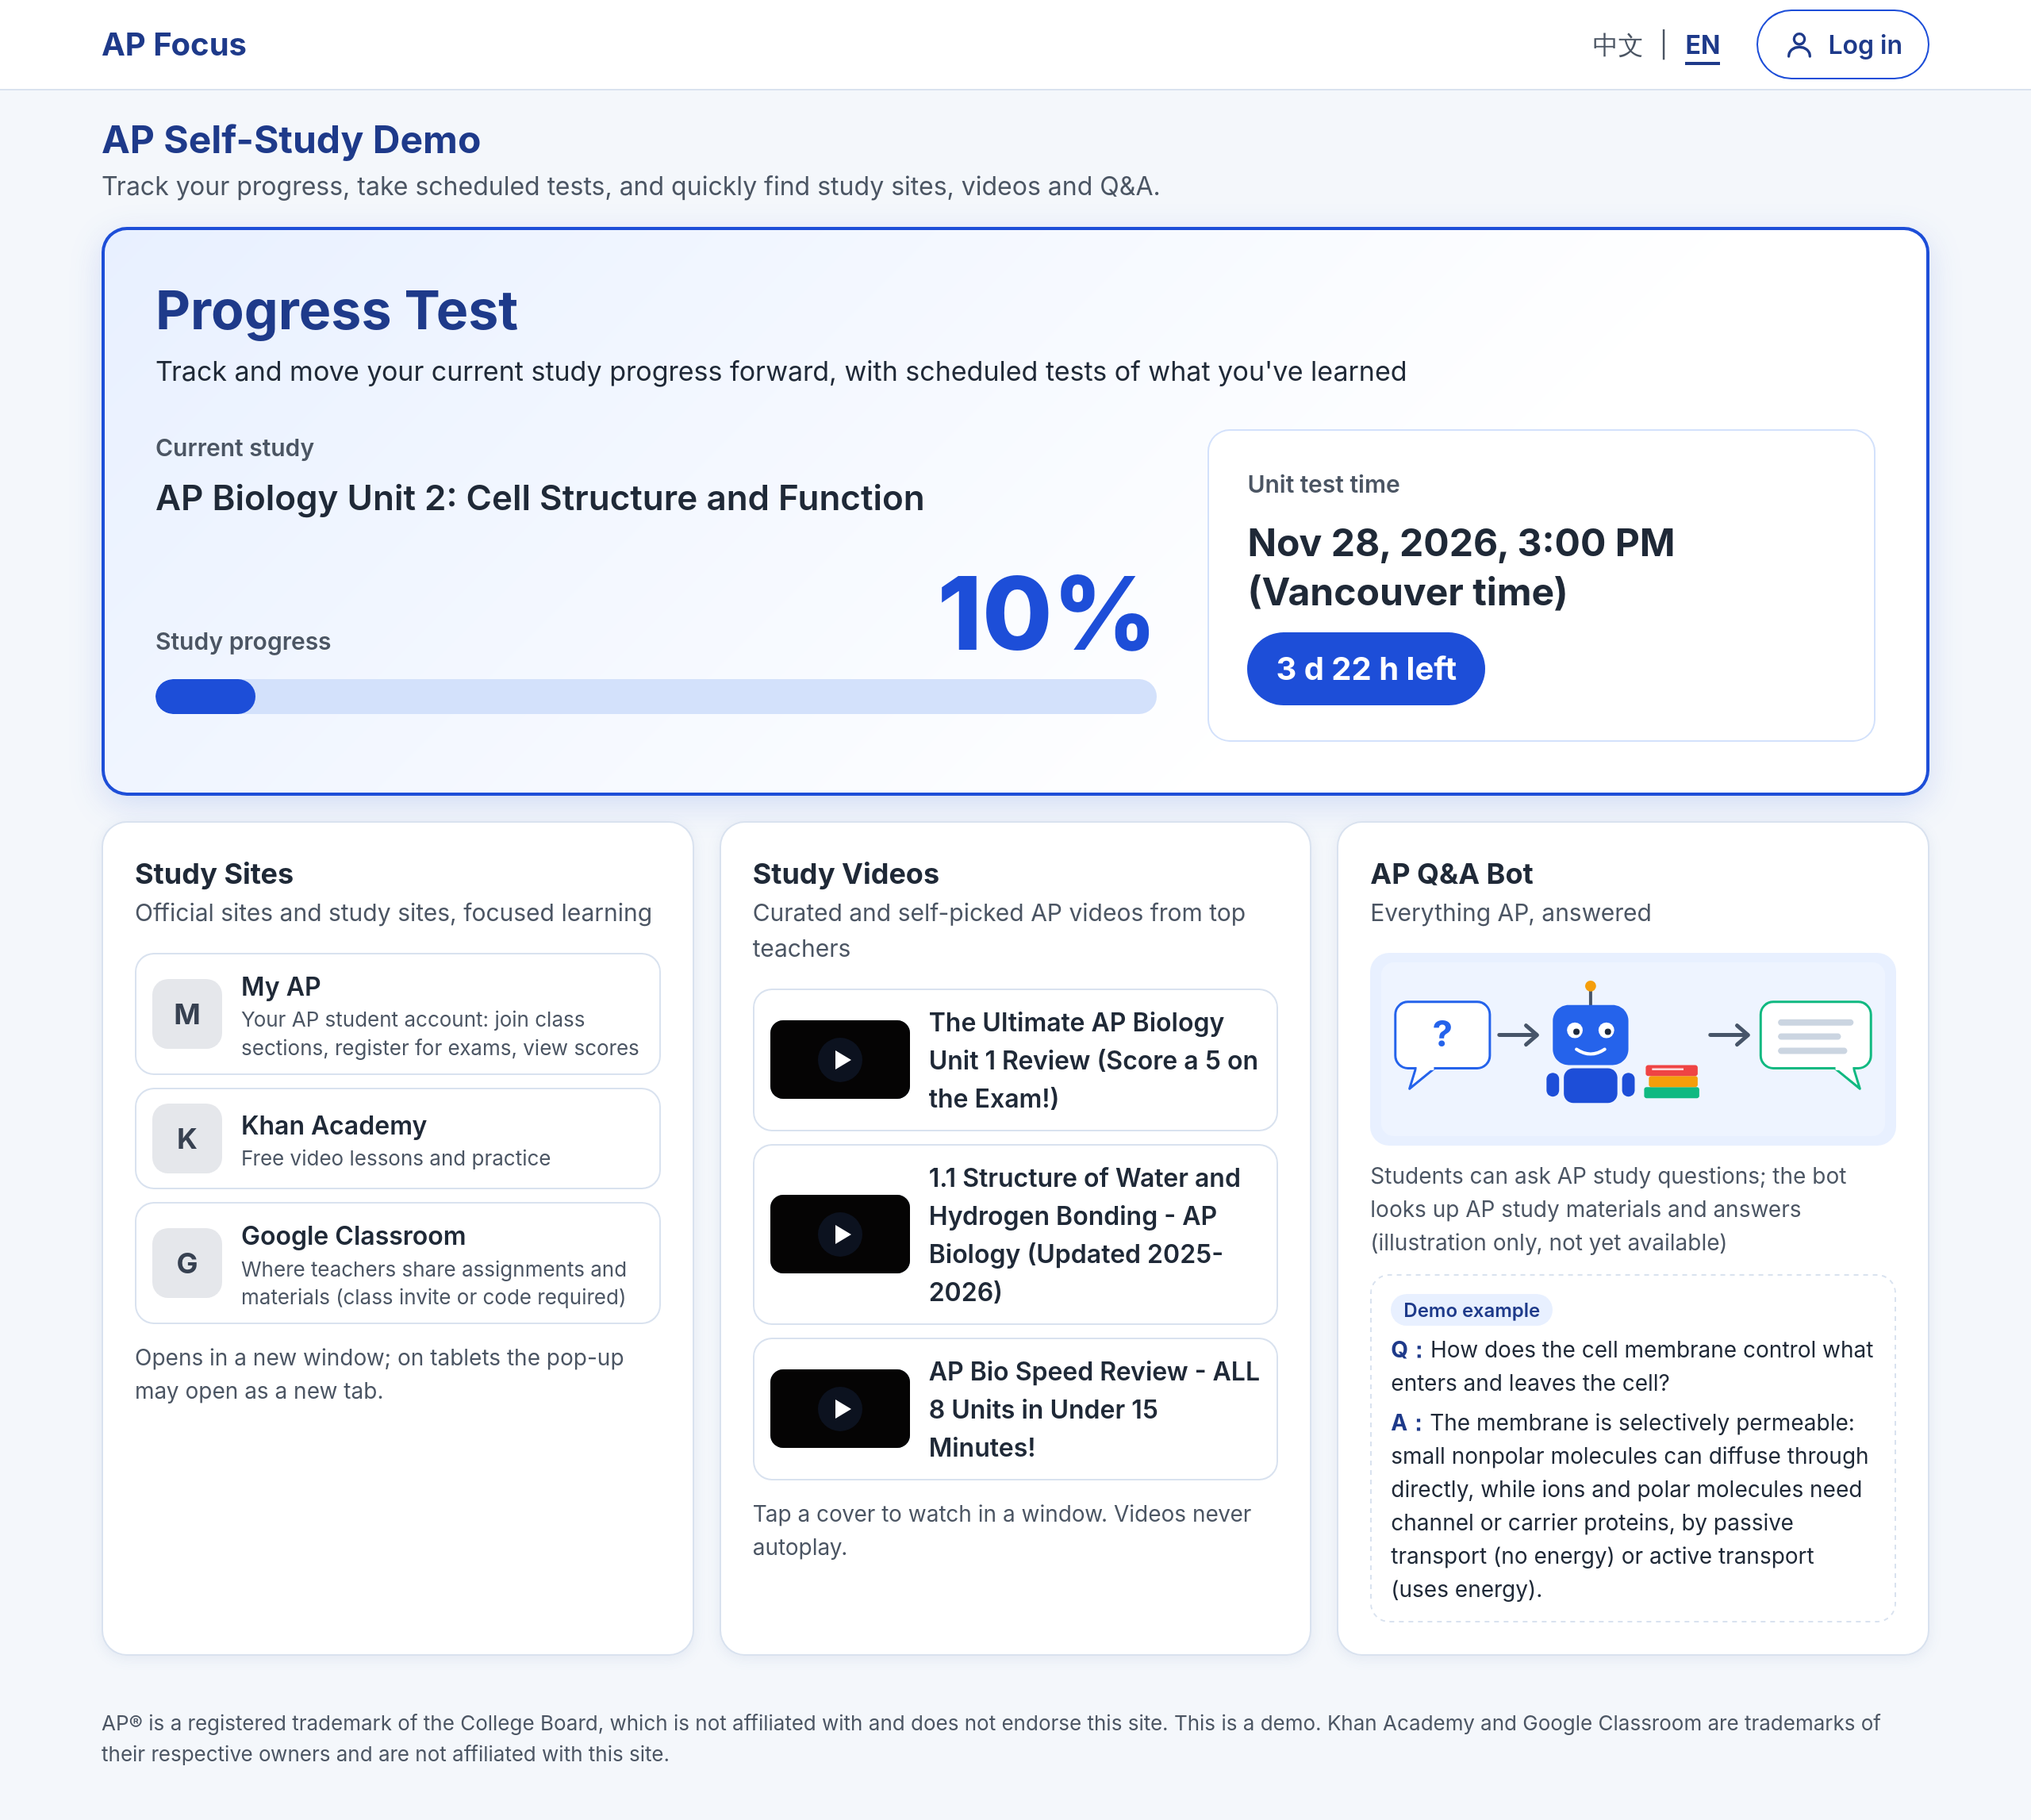 AP Focus
中文 | EN
Log in
AP Self-Study Demo
Track your progress, take scheduled tests, and quickly find study sites, videos and Q&A.
Progress Test
Track and move your current study progress forward, with scheduled tests of what you've learned
Current study
AP Biology Unit 2: Cell Structure and Function
Study progress
10%
Unit test time
Nov 28, 2026, 3:00 PM
(Vancouver time)
3 d 22 h left
Study Sites
Official sites and study sites, focused learning
M
My AP
Your AP student account: join class
sections, register for exams, view scores
K
Khan Academy
Free video lessons and practice
G
Google Classroom
Where teachers share assignments and
materials (class invite or code required)
Opens in a new window; on tablets the pop-up
may open as a new tab.
Study Videos
Curated and self-picked AP videos from top
teachers
The Ultimate AP Biology
Unit 1 Review (Score a 5 on
the Exam!)
1.1 Structure of Water and
Hydrogen Bonding - AP
Biology (Updated 2025-
2026)
AP Bio Speed Review - ALL
8 Units in Under 15
Minutes!
Tap a cover to watch in a window. Videos never
autoplay.
AP Q&A Bot
Everything AP, answered
?
Students can ask AP study questions; the bot
looks up AP study materials and answers
(illustration only, not yet available)
Demo example
Q：How does the cell membrane control what
enters and leaves the cell?
A：The membrane is selectively permeable:
small nonpolar molecules can diffuse through
directly, while ions and polar molecules need
channel or carrier proteins, by passive
transport (no energy) or active transport
(uses energy).
AP® is a registered trademark of the College Board, which is not affiliated with and does not endorse this site. This is a demo. Khan Academy and Google Classroom are trademarks of
their respective owners and are not affiliated with this site.